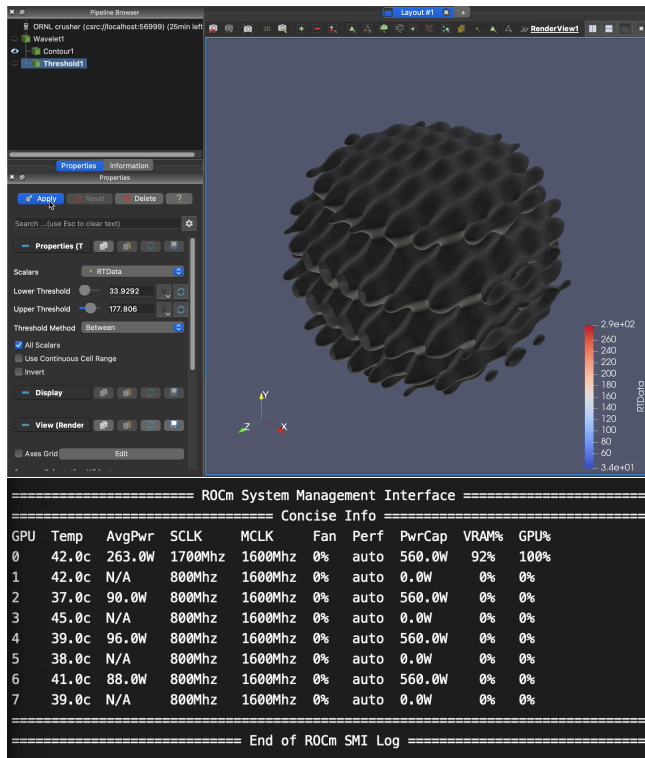 Pipeline Browser
ORNL crusher (csrc://localhost:56999) (25min left
Wavelet1
Contour1
Threshold1
Properties Information
Properties
Apply Reset Delete ?
Search ...(use Esc to clear text)
Properties (T
Scalars RTData
Lower Threshold 33.9292
Upper Threshold 177.806
Threshold Method Between
All Scalars
Use Continuous Cell Range
Invert
Display
View (Render
Axes Grid Edit
Layout #1 +
3D RenderView1
Y
Z X
2.9e+02
260
240
220
200
180
160
140
120
100
80
60
3.4e+01
RTData
======================= ROCm System Management Interface =======================
================================= Concise Info =================================
GPU Temp AvgPwr SCLK MCLK Fan Perf PwrCap VRAM% GPU%
0 42.0c 263.0W 1700Mhz 1600Mhz 0% auto 560.0W 92% 100%
1 42.0c N/A 800Mhz 1600Mhz 0% auto 0.0W 0% 0%
2 37.0c 90.0W 800Mhz 1600Mhz 0% auto 560.0W 0% 0%
3 45.0c N/A 800Mhz 1600Mhz 0% auto 0.0W 0% 0%
4 39.0c 96.0W 800Mhz 1600Mhz 0% auto 560.0W 0% 0%
5 38.0c N/A 800Mhz 1600Mhz 0% auto 0.0W 0% 0%
6 41.0c 88.0W 800Mhz 1600Mhz 0% auto 560.0W 0% 0%
7 39.0c N/A 800Mhz 1600Mhz 0% auto 0.0W 0% 0%
================================================================================
============================= End of ROCm SMI Log ==============================